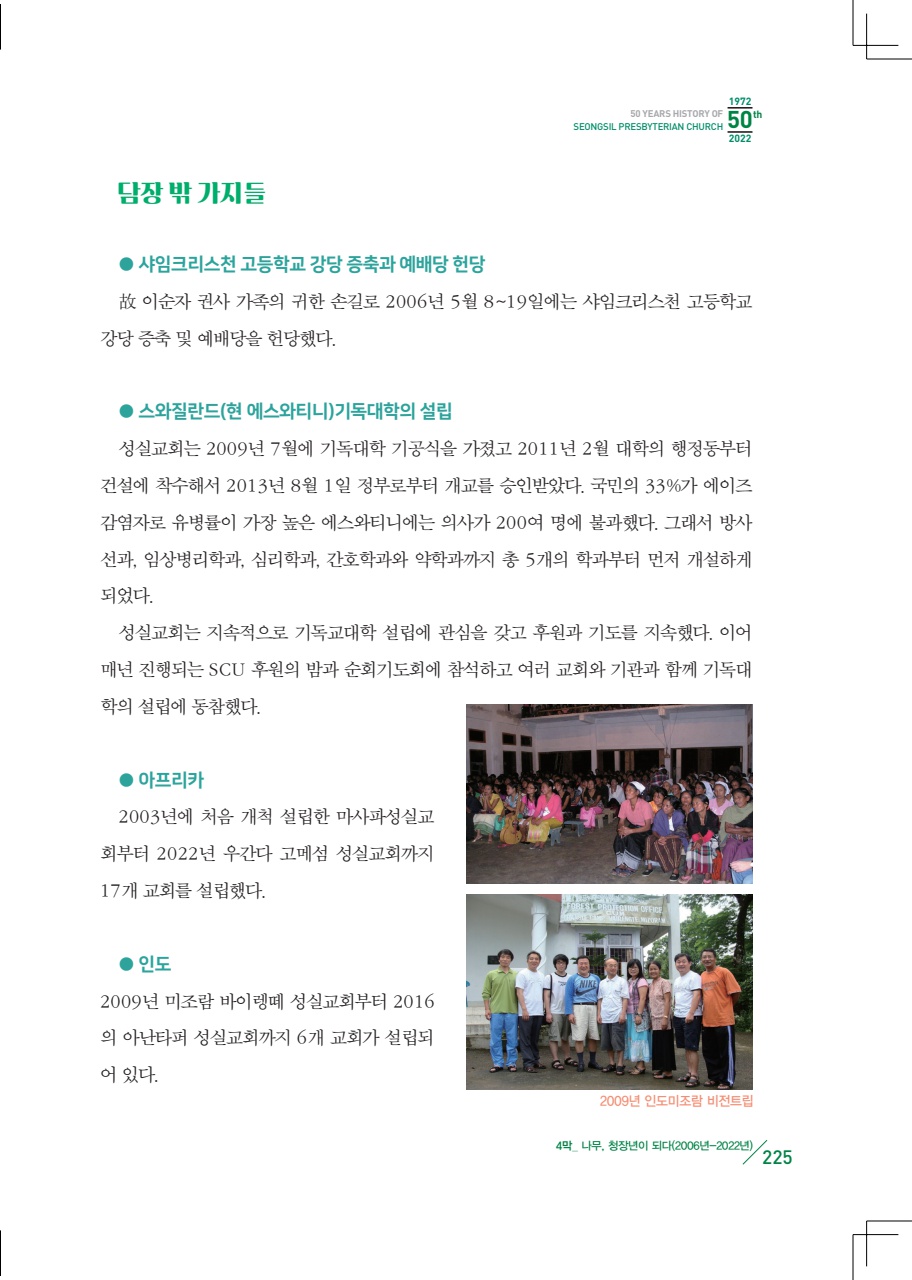 1972
50 YEARS HISTORY OF
SEONGSIL PRESBYTERIAN CHURCH
50th
2022
담장 밖 가지들
● 샤임크리스천 고등학교 강당 증축과 예배당 헌당
故 이순자 권사 가족의 귀한 손길로 2006년 5월 8~19일에는 샤임크리스천 고등학교
강당 증축 및 예배당을 헌당했다.
● 스와질란드(현 에스와티니)기독대학의 설립
성실교회는 2009년 7월에 기독대학 기공식을 가졌고 2011년 2월 대학의 행정동부터
건설에 착수해서 2013년 8월 1일 정부로부터 개교를 승인받았다. 국민의 33%가 에이즈
감염자로 유병률이 가장 높은 에스와티니에는 의사가 200여 명에 불과했다. 그래서 방사
선과, 임상병리학과, 심리학과, 간호학과와 약학과까지 총 5개의 학과부터 먼저 개설하게
되었다.
성실교회는 지속적으로 기독교대학 설립에 관심을 갖고 후원과 기도를 지속했다. 이어
매년 진행되는 SCU 후원의 밤과 순회기도회에 참석하고 여러 교회와 기관과 함께 기독대
학의 설립에 동참했다.
● 아프리카
2003년에 처음 개척 설립한 마사파성실교
회부터 2022년 우간다 고메섬 성실교회까지
17개 교회를 설립했다.
● 인도
2009년 미조람 바이렝떼 성실교회부터 2016
의 아난타퍼 성실교회까지 6개 교회가 설립되
어 있다.
FOREST PROTECTION OFFICE
NIKE
2009년 인도미조람 비전트립
4막_ 나무, 청장년이 되다(2006년-2022년)
225